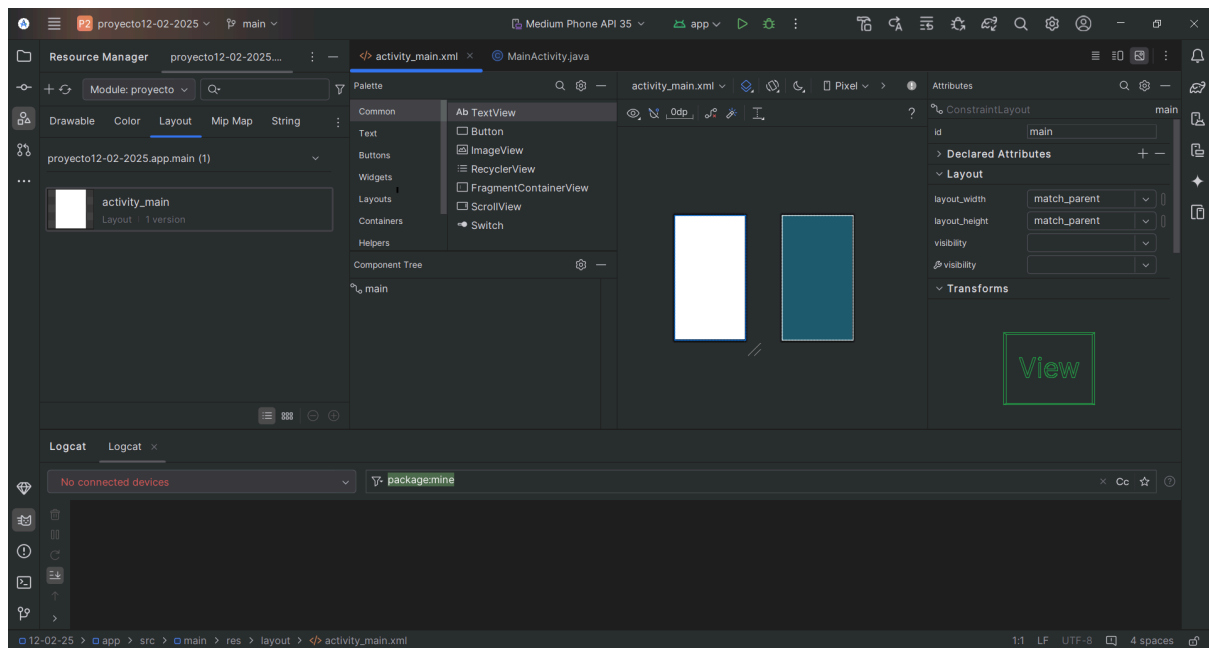 P2 proyecto12-02-2025 main Medium Phone API 35 app
Resource Manager proyecto12-02-2025....
activity_main.xml MainActivity.java
Module: proyecto
Drawable Color Layout Mip Map String
proyecto12-02-2025.app.main (1)
activity_main
Layout 1 version
Palette
Common
Text
Buttons
Widgets
Layouts
Containers
Helpers
Ab TextView
Button
ImageView
RecyclerView
FragmentContainerView
ScrollView
Switch
Component Tree
main
activity_main.xml Pixel
0dp ?
Attributes
ConstraintLayout main
id main
Declared Attributes
Layout
layout_width match_parent
layout_height match_parent
visibility
visibility
Transforms
View
Logcat Logcat
No connected devices package:mine Cc
12-02-25 > app > src > main > res > layout > activity_main.xml 1:1 LF UTF-8 4 spaces